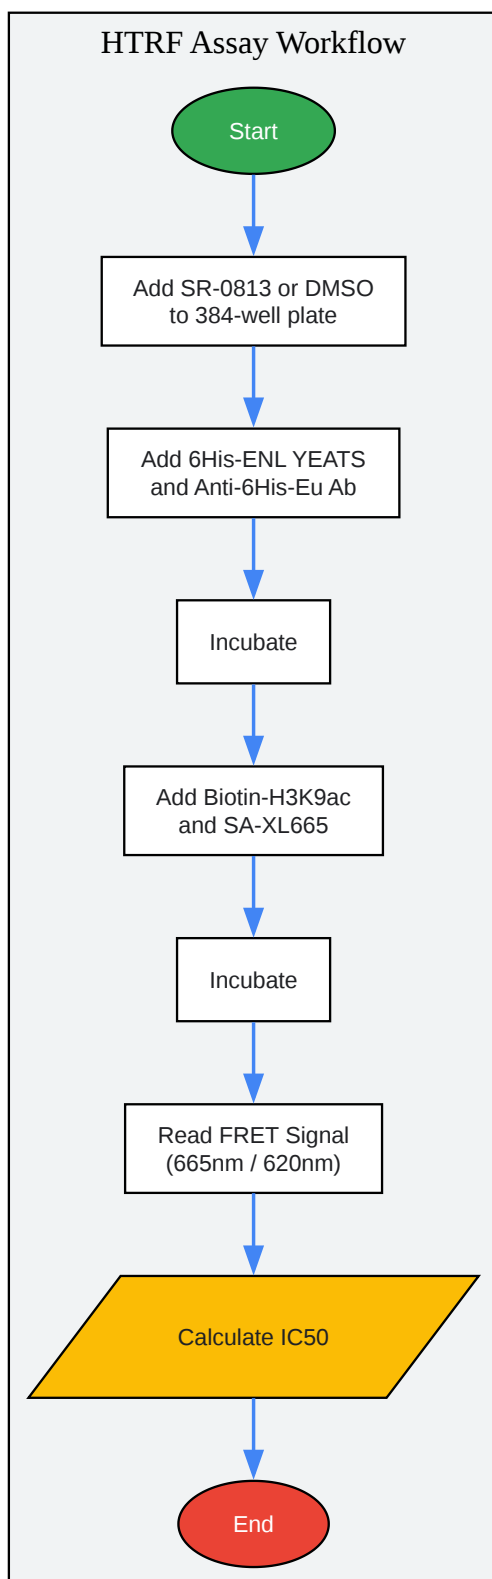 HTRF Assay Workflow
Start
Add SR-0813 or DMSO
to 384-well plate
Add 6His-ENL YEATS
and Anti-6His-Eu Ab
Incubate
Add Biotin-H3K9ac
and SA-XL665
Incubate
Read FRET Signal
(665nm / 620nm)
Calculate IC50
End